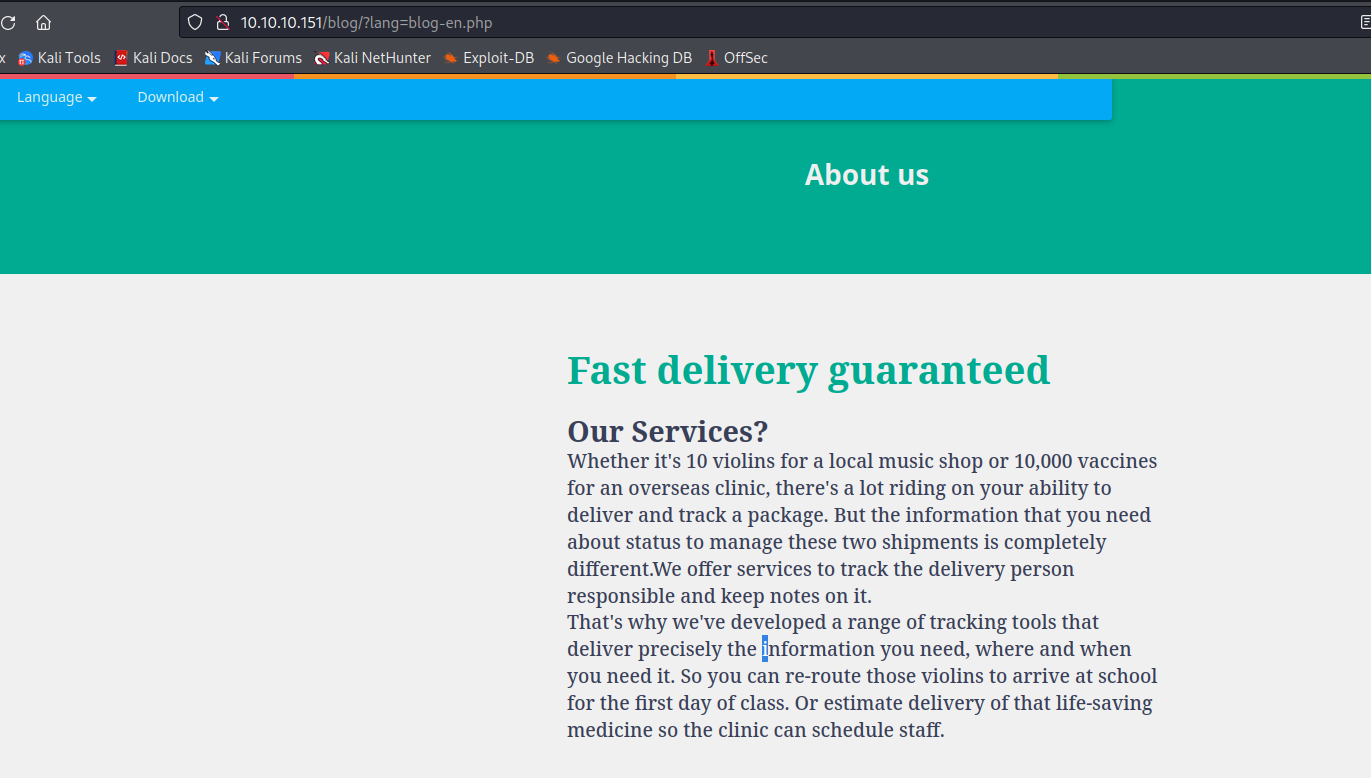 10.10.10.151/blog/?lang=blog-en.php
x Kali Tools Kali Docs Kali Forums Kali NetHunter Exploit-DB Google Hacking DB OffSec
Language Download
About us
Fast delivery guaranteed
Our Services?
Whether it's 10 violins for a local music shop or 10,000 vaccines
for an overseas clinic, there's a lot riding on your ability to
deliver and track a package. But the information that you need
about status to manage these two shipments is completely
different.We offer services to track the delivery person
responsible and keep notes on it.
That's why we've developed a range of tracking tools that
deliver precisely the information you need, where and when
you need it. So you can re-route those violins to arrive at school
for the first day of class. Or estimate delivery of that life-saving
medicine so the clinic can schedule staff.